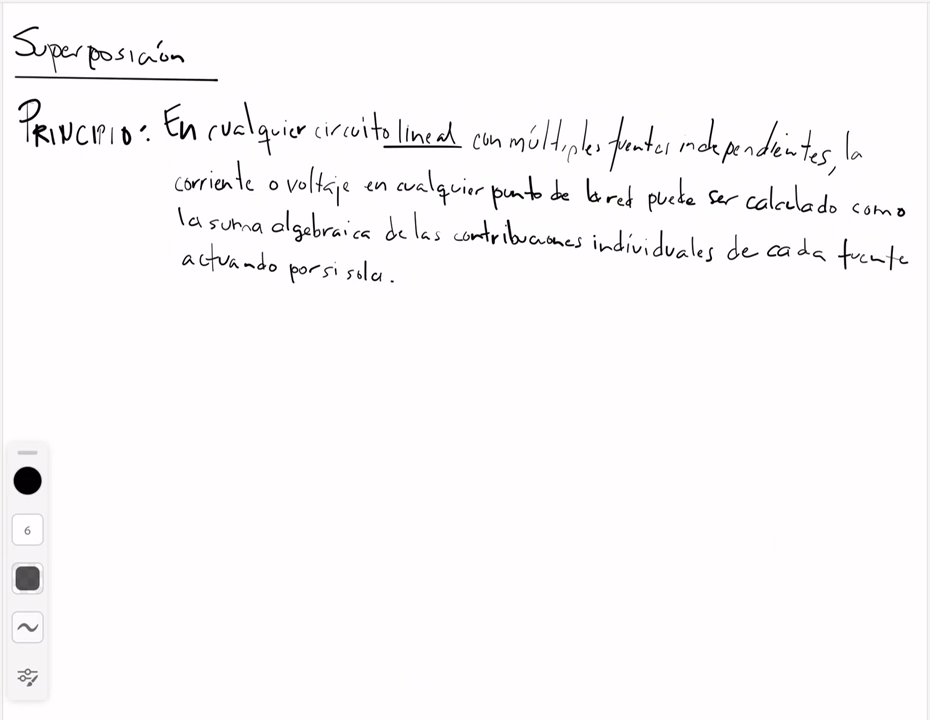 Superposición
PRINCIPIO: En cualquier circuito lineal con múltiples fuentes independientes, la
corriente o voltaje en cualquier punto de la red puede ser calculado como
la suma algebraica de las contribuciones individuales de cada fuente
actuando por si sola.
6